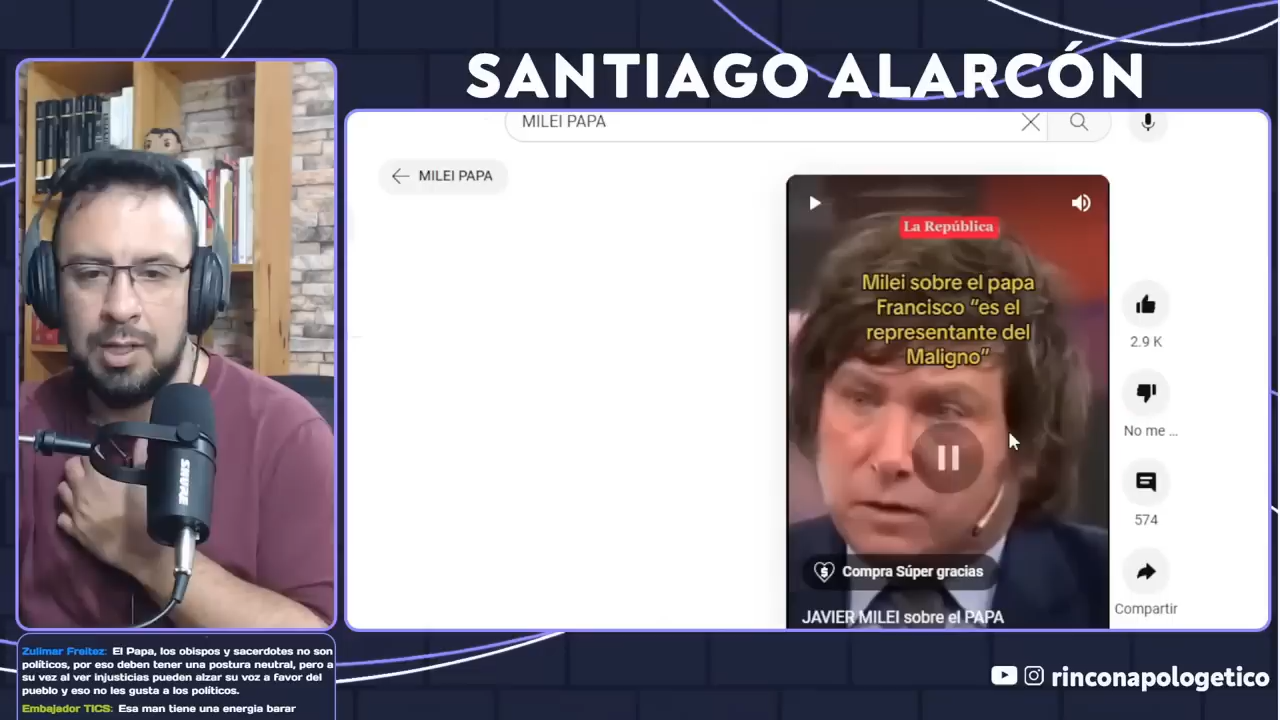 SANTIAGO ALARCÓN
MILEI PAPA
MILEI PAPA
La República
Milei sobre el papa
Francisco “es el
representante del
Maligno”
2.9 K
No me ...
574
Compra Súper gracias
Compartir
JAVIER MILEI sobre el PAPA
SHURE
Zulimar Freitez: El Papa, los obispos y sacerdotes no son
políticos, por eso deben tener una postura neutral, pero a
su vez al ver injusticias pueden alzar su voz a favor del
pueblo y eso no les gusta a los políticos.
Embajador TICS: Esa man tiene una energia barar
rinconapologetico